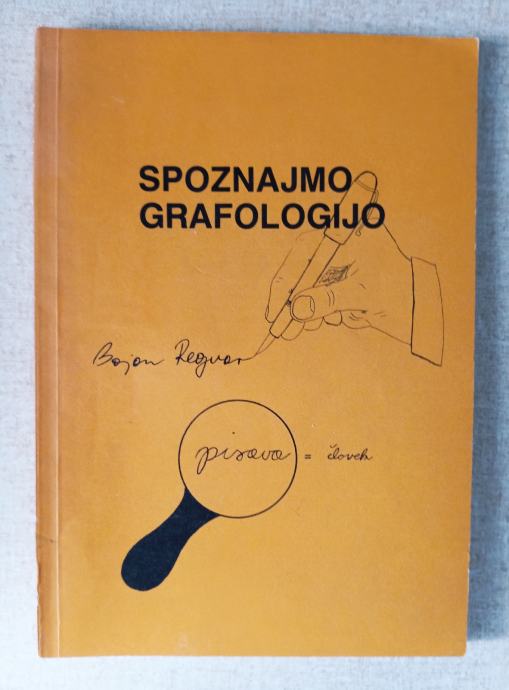 SPOZNAJMO
GRAFOLOGIJO
Bojan Regvar
pisava = človek